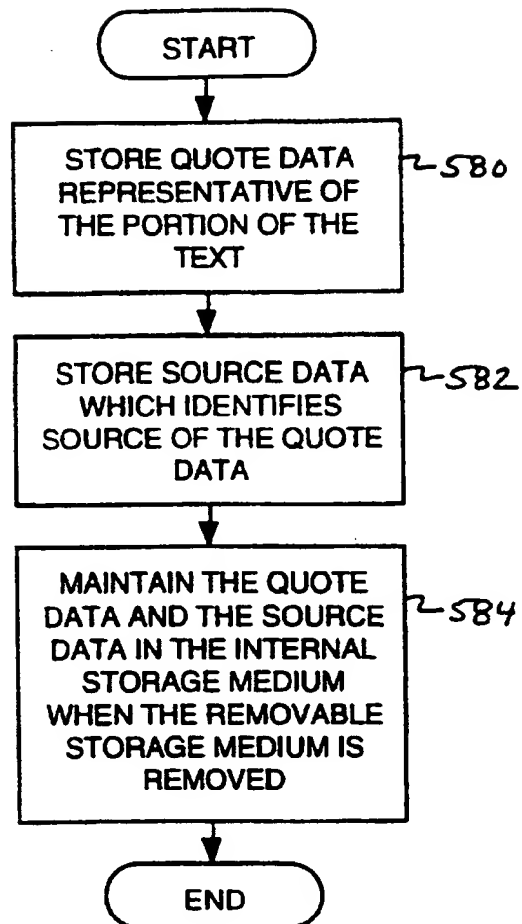 START
STORE QUOTE DATA
REPRESENTATIVE OF
THE PORTION OF THE
TEXT
580
STORE SOURCE DATA
WHICH IDENTIFIES
SOURCE OF THE QUOTE
DATA
582
MAINTAIN THE QUOTE
DATA AND THE SOURCE
DATA IN THE INTERNAL
STORAGE MEDIUM
WHEN THE REMOVABLE
STORAGE MEDIUM IS
REMOVED
584
END